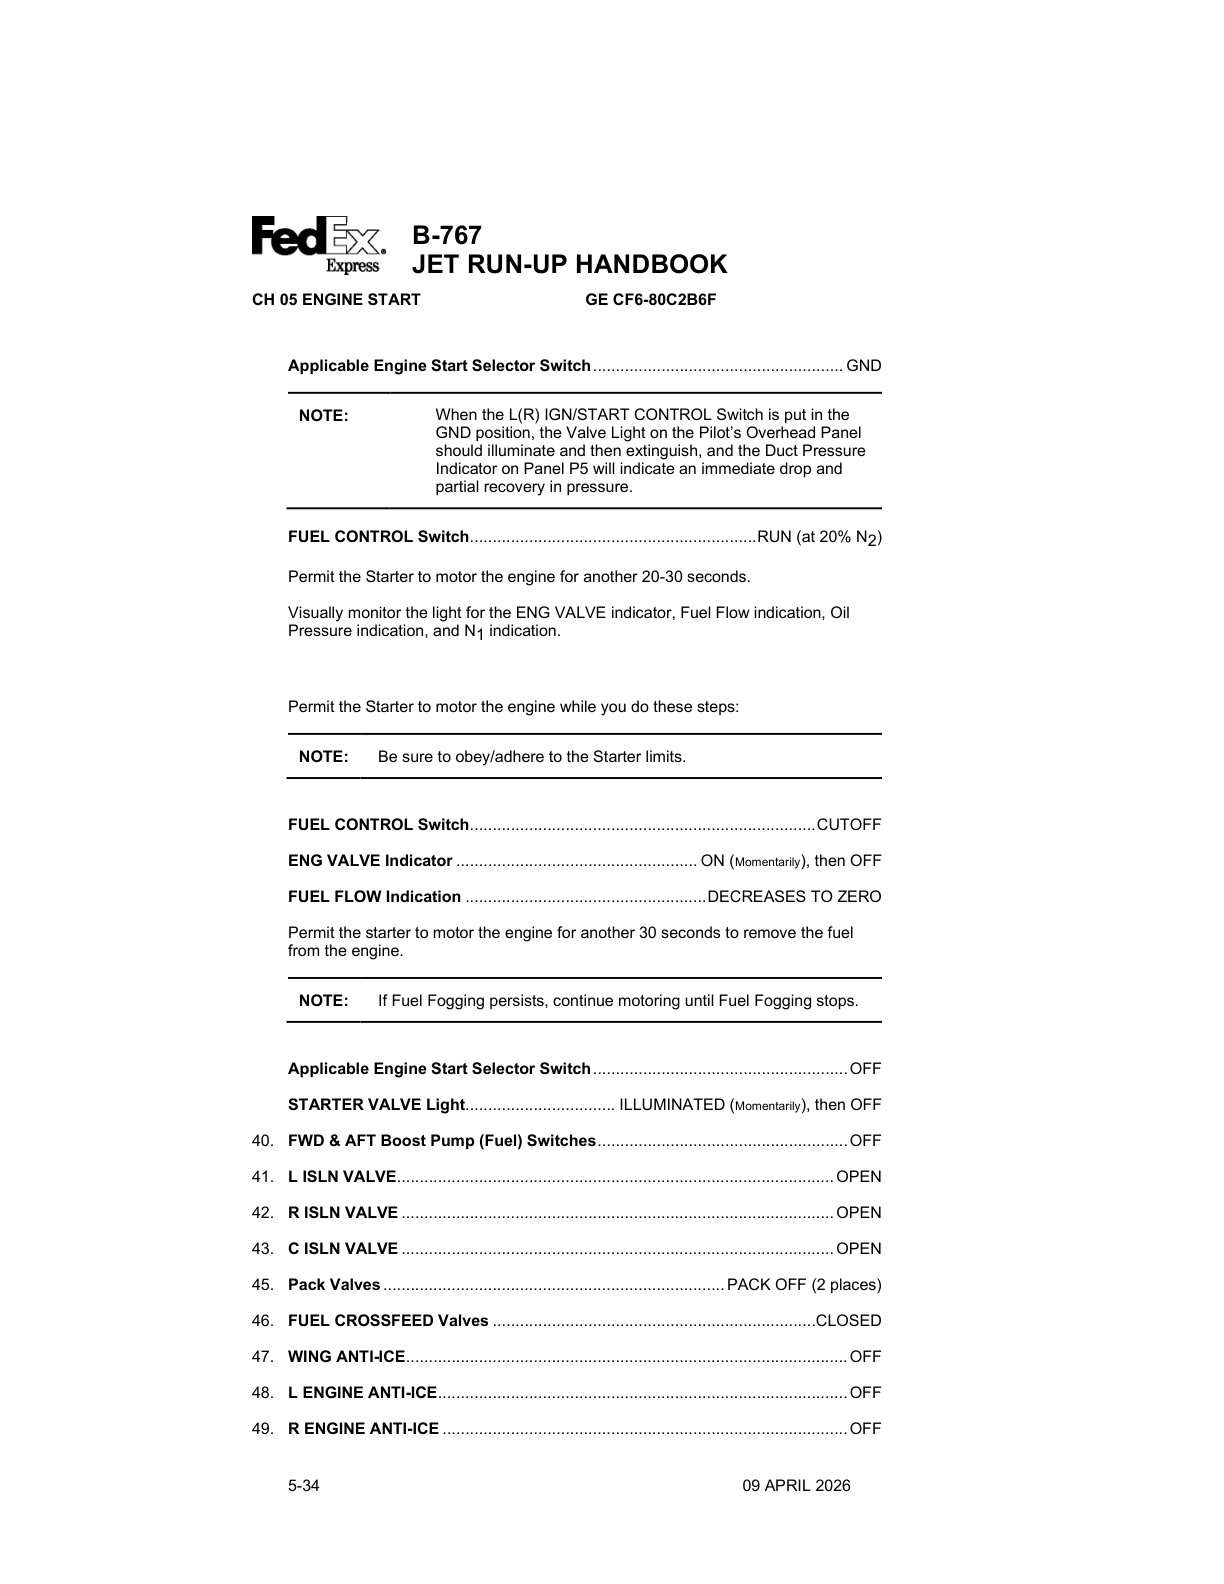 FedEx® Express
B-767
JET RUN-UP HANDBOOK
CH 05 ENGINE START GE CF6-80C2B6F
Applicable Engine Start Selector Switch....................................................... GND
NOTE: When the L(R) IGN/START CONTROL Switch is put in the
GND position, the Valve Light on the Pilot’s Overhead Panel
should illuminate and then extinguish, and the Duct Pressure
Indicator on Panel P5 will indicate an immediate drop and
partial recovery in pressure.
FUEL CONTROL Switch...............................................................RUN (at 20% N2)
Permit the Starter to motor the engine for another 20-30 seconds.
Visually monitor the light for the ENG VALVE indicator, Fuel Flow indication, Oil
Pressure indication, and N1 indication.
Permit the Starter to motor the engine while you do these steps:
NOTE: Be sure to obey/adhere to the Starter limits.
FUEL CONTROL Switch............................................................................CUTOFF
ENG VALVE Indicator ..................................................... ON (Momentarily), then OFF
FUEL FLOW Indication .....................................................DECREASES TO ZERO
Permit the starter to motor the engine for another 30 seconds to remove the fuel
from the engine.
NOTE: If Fuel Fogging persists, continue motoring until Fuel Fogging stops.
Applicable Engine Start Selector Switch........................................................OFF
STARTER VALVE Light................................. ILLUMINATED (Momentarily), then OFF
40. FWD & AFT Boost Pump (Fuel) Switches.......................................................OFF
41. L ISLN VALVE................................................................................................OPEN
42. R ISLN VALVE ...............................................................................................OPEN
43. C ISLN VALVE ...............................................................................................OPEN
45. Pack Valves ...........................................................................PACK OFF (2 places)
46. FUEL CROSSFEED Valves .......................................................................CLOSED
47. WING ANTI-ICE.................................................................................................OFF
48. L ENGINE ANTI-ICE..........................................................................................OFF
49. R ENGINE ANTI-ICE .........................................................................................OFF
5-34 09 APRIL 2026